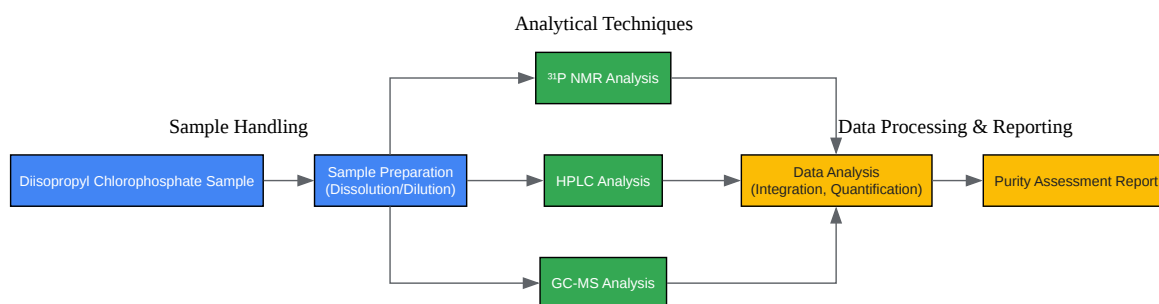 Analytical Techniques
³¹P NMR Analysis
Sample Handling
Data Processing & Reporting
Diisopropyl Chlorophosphate Sample
Sample Preparation
(Dissolution/Dilution)
HPLC Analysis
Data Analysis
(Integration, Quantification)
Purity Assessment Report
GC-MS Analysis